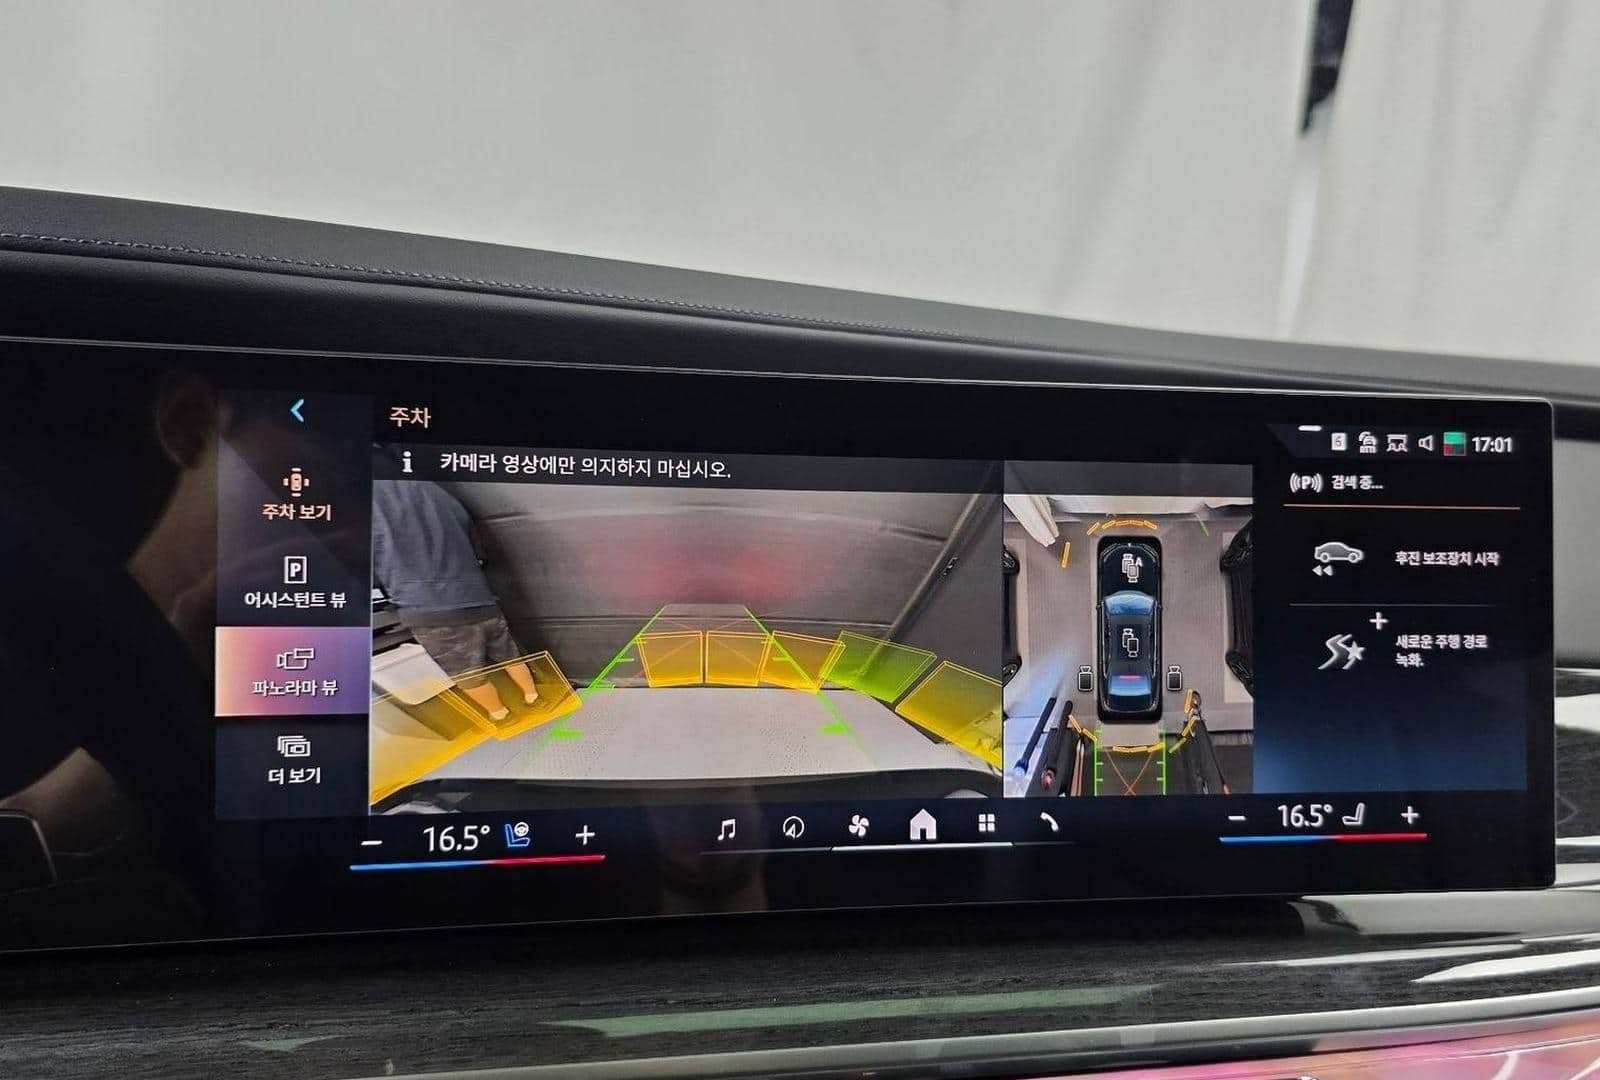 주차
17:01
카메라 영상에만 의지하지 마십시오.
주차 보기
P
어시스턴트 뷰
파노라마 뷰
더 보기
A
(P) 검색 중...
후진 보조장치 시작
새로운 주행 경로
녹화.
16.5°
16.5°